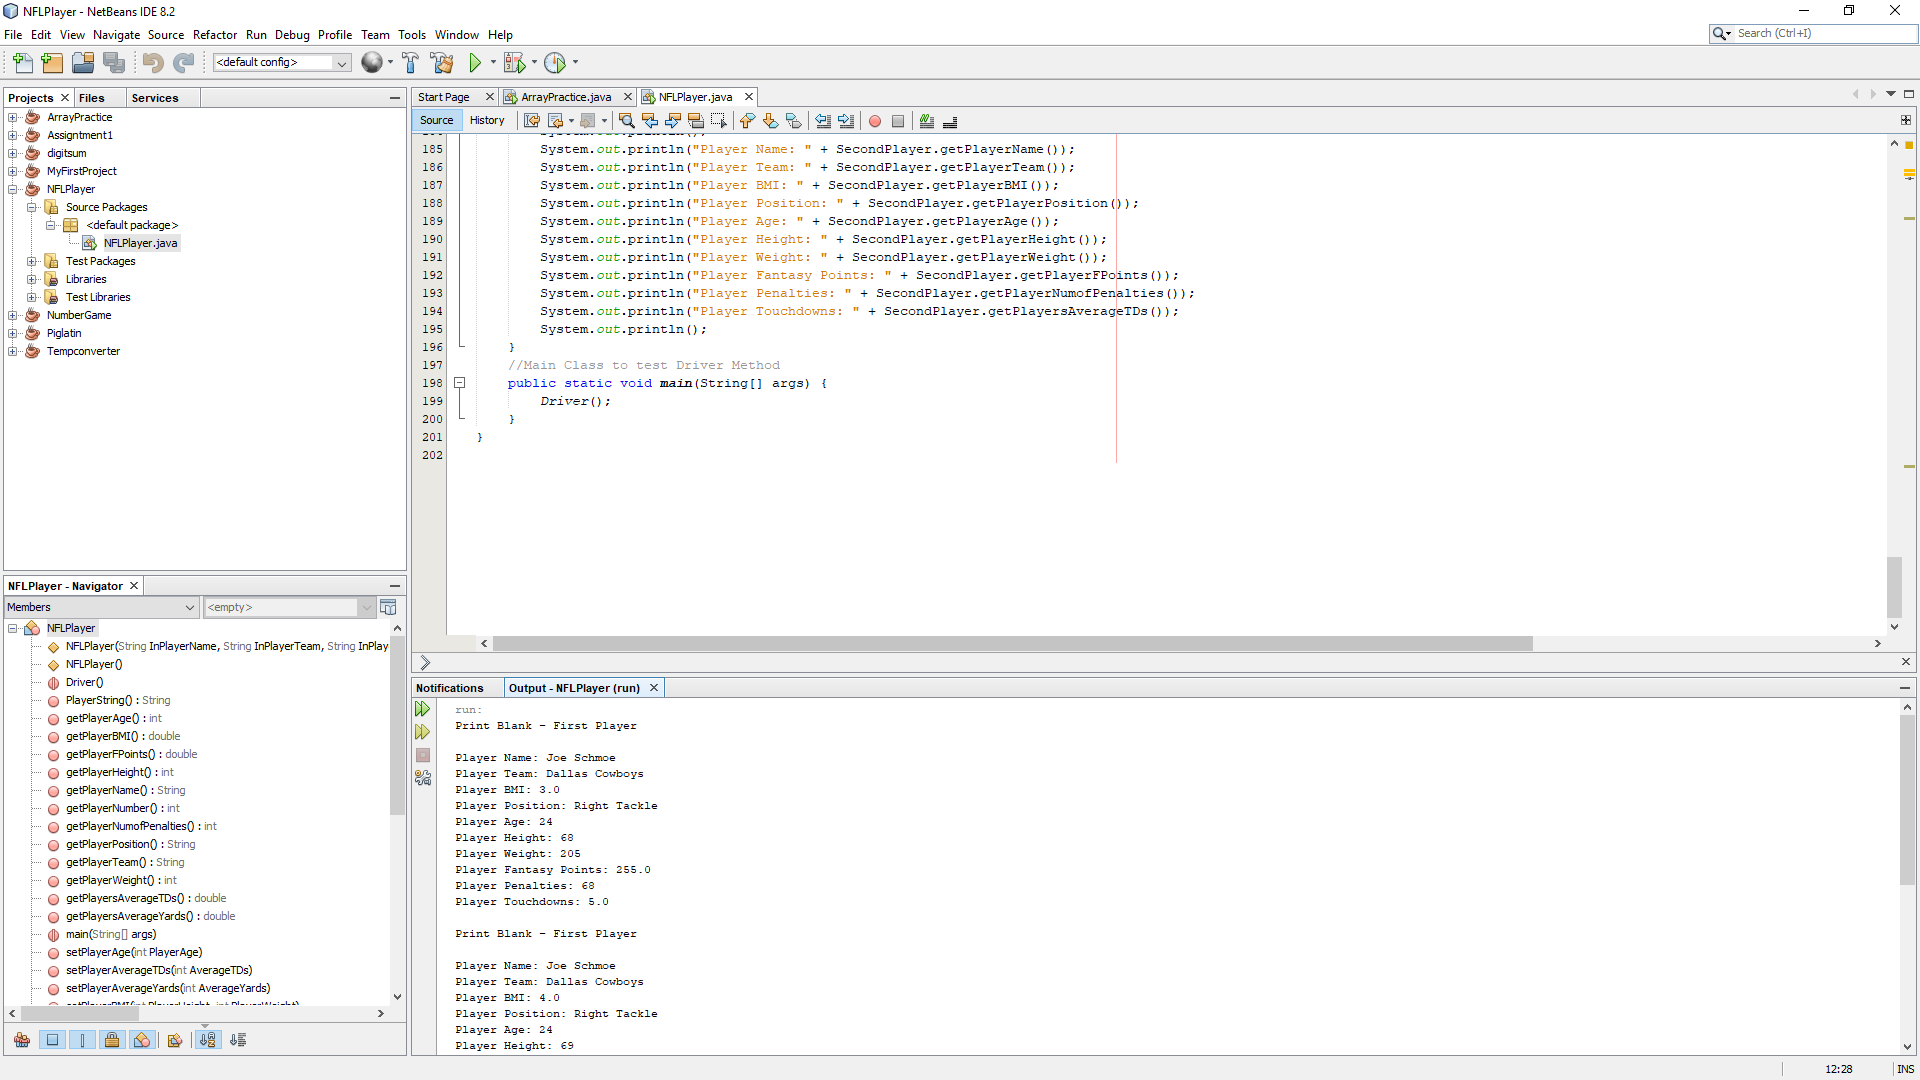 NFLPlayer - NetBeans IDE 8.2
File Edit View Navigate Source Refactor Run Debug Profile Team Tools Window Help
Search (Ctrl+I)
<default config>
Projects Files Services
ArrayPractice
Assigntment1
digitsum
MyFirstProject
NFLPlayer
Source Packages
<default package>
NFLPlayer.java
Test Packages
Libraries
Test Libraries
NumberGame
Piglatin
Tempconverter
NFLPlayer - Navigator
Members
<empty>
NFLPlayer
NFLPlayer(String InPlayerName, String InPlayerTeam, String InPlay
NFLPlayer()
Driver()
PlayerString() : String
getPlayerAge() : int
getPlayerBMI() : double
getPlayerFPoints() : double
getPlayerHeight() : int
getPlayerName() : String
getPlayerNumber() : int
getPlayerNumofPenalties() : int
getPlayerPosition() : String
getPlayerTeam() : String
getPlayerWeight() : int
getPlayersAverageTDs() : double
getPlayersAverageYards() : double
main(String[] args)
setPlayerAge(int PlayerAge)
setPlayerAverageTDs(int AverageTDs)
setPlayerAverageYards(int AverageYards)
setPlayerBMI(int PlayerHeight, int PlayerWeight)
Start Page ArrayPractice.java NFLPlayer.java
Source History
185 System.out.println("Player Name: " + SecondPlayer.getPlayerName());
186 System.out.println("Player Team: " + SecondPlayer.getPlayerTeam());
187 System.out.println("Player BMI: " + SecondPlayer.getPlayerBMI());
188 System.out.println("Player Position: " + SecondPlayer.getPlayerPosition());
189 System.out.println("Player Age: " + SecondPlayer.getPlayerAge());
190 System.out.println("Player Height: " + SecondPlayer.getPlayerHeight());
191 System.out.println("Player Weight: " + SecondPlayer.getPlayerWeight());
192 System.out.println("Player Fantasy Points: " + SecondPlayer.getPlayerFPoints());
193 System.out.println("Player Penalties: " + SecondPlayer.getPlayerNumofPenalties());
194 System.out.println("Player Touchdowns: " + SecondPlayer.getPlayersAverageTDs());
195 System.out.println();
196 }
197 //Main Class to test Driver Method
198 public static void main(String[] args) {
199 Driver();
200 }
201 }
202
Notifications Output - NFLPlayer (run)
run:
Print Blank - First Player
Player Name: Joe Schmoe
Player Team: Dallas Cowboys
Player BMI: 3.0
Player Position: Right Tackle
Player Age: 24
Player Height: 68
Player Weight: 205
Player Fantasy Points: 255.0
Player Penalties: 68
Player Touchdowns: 5.0
Print Blank - First Player
Player Name: Joe Schmoe
Player Team: Dallas Cowboys
Player BMI: 4.0
Player Position: Right Tackle
Player Age: 24
Player Height: 69
12:28 INS